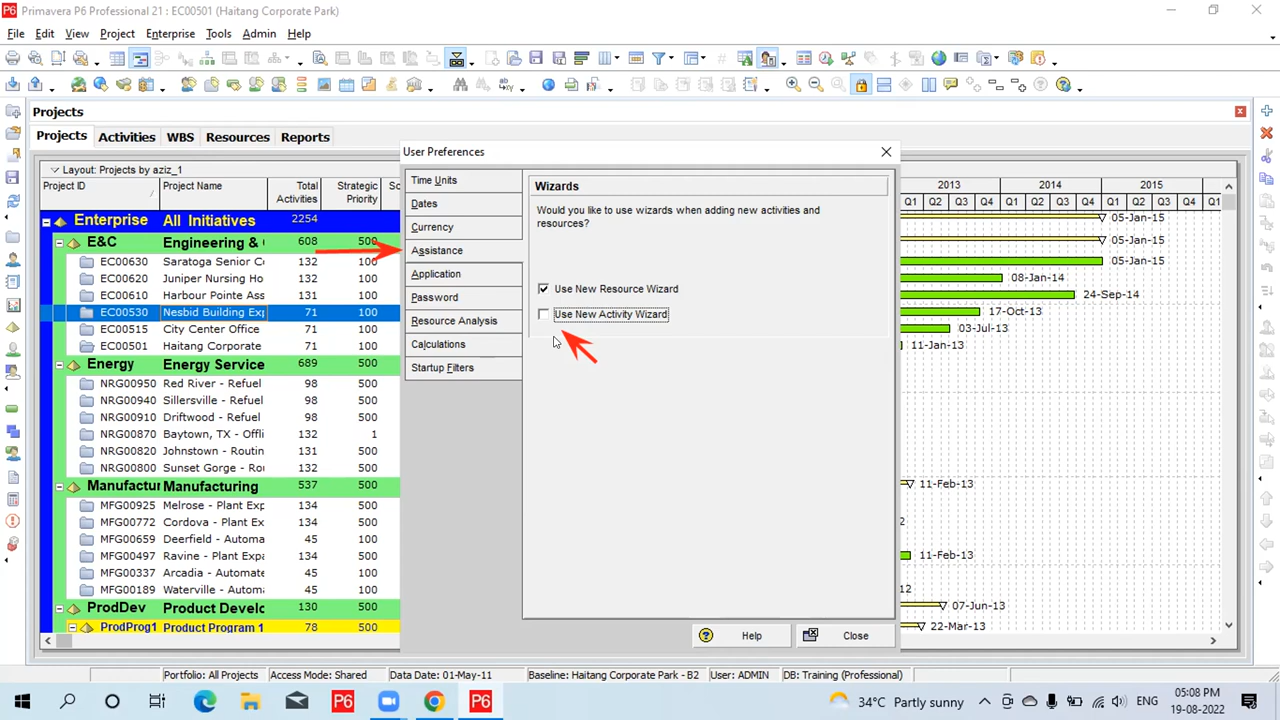 P6 Primavera P6 Professional 21 : EC00501 (Haitang Corporate Park)
File Edit View Project Enterprise Tools Admin Help
Projects
Projects Activities WBS Resources Reports
Layout: Projects by aziz_1
Project ID Project Name Total Activities Strategic Priority
Enterprise All Initiatives 2254
E&C Engineering & 608 500
EC00630 Saratoga Senior 132 100
EC00620 Juniper Nursing Ho 132 100
EC00610 Harbour Pointe Ass 131 100
EC00530 Nesbid Building Exp 71 100
EC00515 City Center Office 71 100
EC00501 Haitang Corporate 71 100
Energy Energy Service 689 500
NRG00950 Red River - Refuel 98 500
NRG00940 Sillersville - Refuel 98 500
NRG00910 Driftwood - Refuel 98 500
NRG00870 Baytown, TX - Offli 132 1
NRG00820 Johnstown - Routin 131 500
NRG00800 Sunset Gorge - Ro 132 500
Manufactur Manufacturing 537 500
MFG00925 Melrose - Plant Exp 134 500
MFG00772 Cordova - Plant Ex 134 500
MFG00659 Deerfield - Automa 45 100
MFG00497 Ravine - Plant Expa 134 500
MFG00573 Arcadia - Automate 45 100
MFG00189 Waterville - Automa 45 100
ProdDev Product Develo 130 500
ProdProg1 Product Program 1 78 500
User Preferences
Time Units
Dates
Currency
Assistance
Application
Password
Resource Analysis
Calculations
Startup Filters
Wizards
Would you like to use wizards when adding new activities and
resources?
Use New Resource Wizard
Use New Activity Wizard
Help Close
2013 2014 2015
Q1 Q2 Q3 Q4 Q1 Q2 Q3 Q4 Q1 Q2 Q3 Q4 Q1
05-Jan-15
05-Jan-15
05-Jan-15
08-Jan-14
24-Sep-14
17-Oct-13
03-Jul-13
11-Jan-13
11-Feb-13
2
11-Feb-13
12
07-Jun-13
22-Mar-13
Portfolio: All Projects Access Mode: Shared Data Date: 01-May-11 Baseline: Haitang Corporate Park - B2 User: ADMIN DB: Training (Professional)
P6 P6 34°C Partly sunny ENG 05:08 PM
19-08-2022